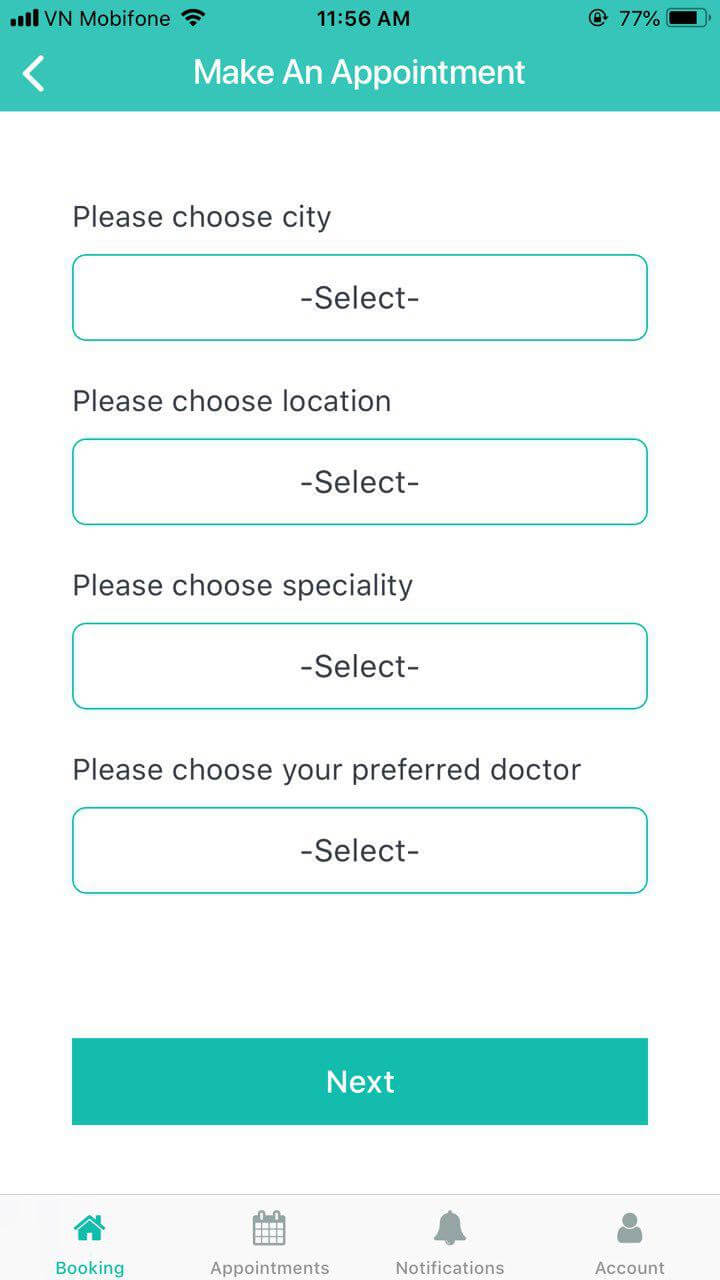 VN Mobifone 11:56 AM 77%
Make An Appointment
Please choose city
-Select-
Please choose location
-Select-
Please choose speciality
-Select-
Please choose your preferred doctor
-Select-
Next
Booking Appointments Notifications Account